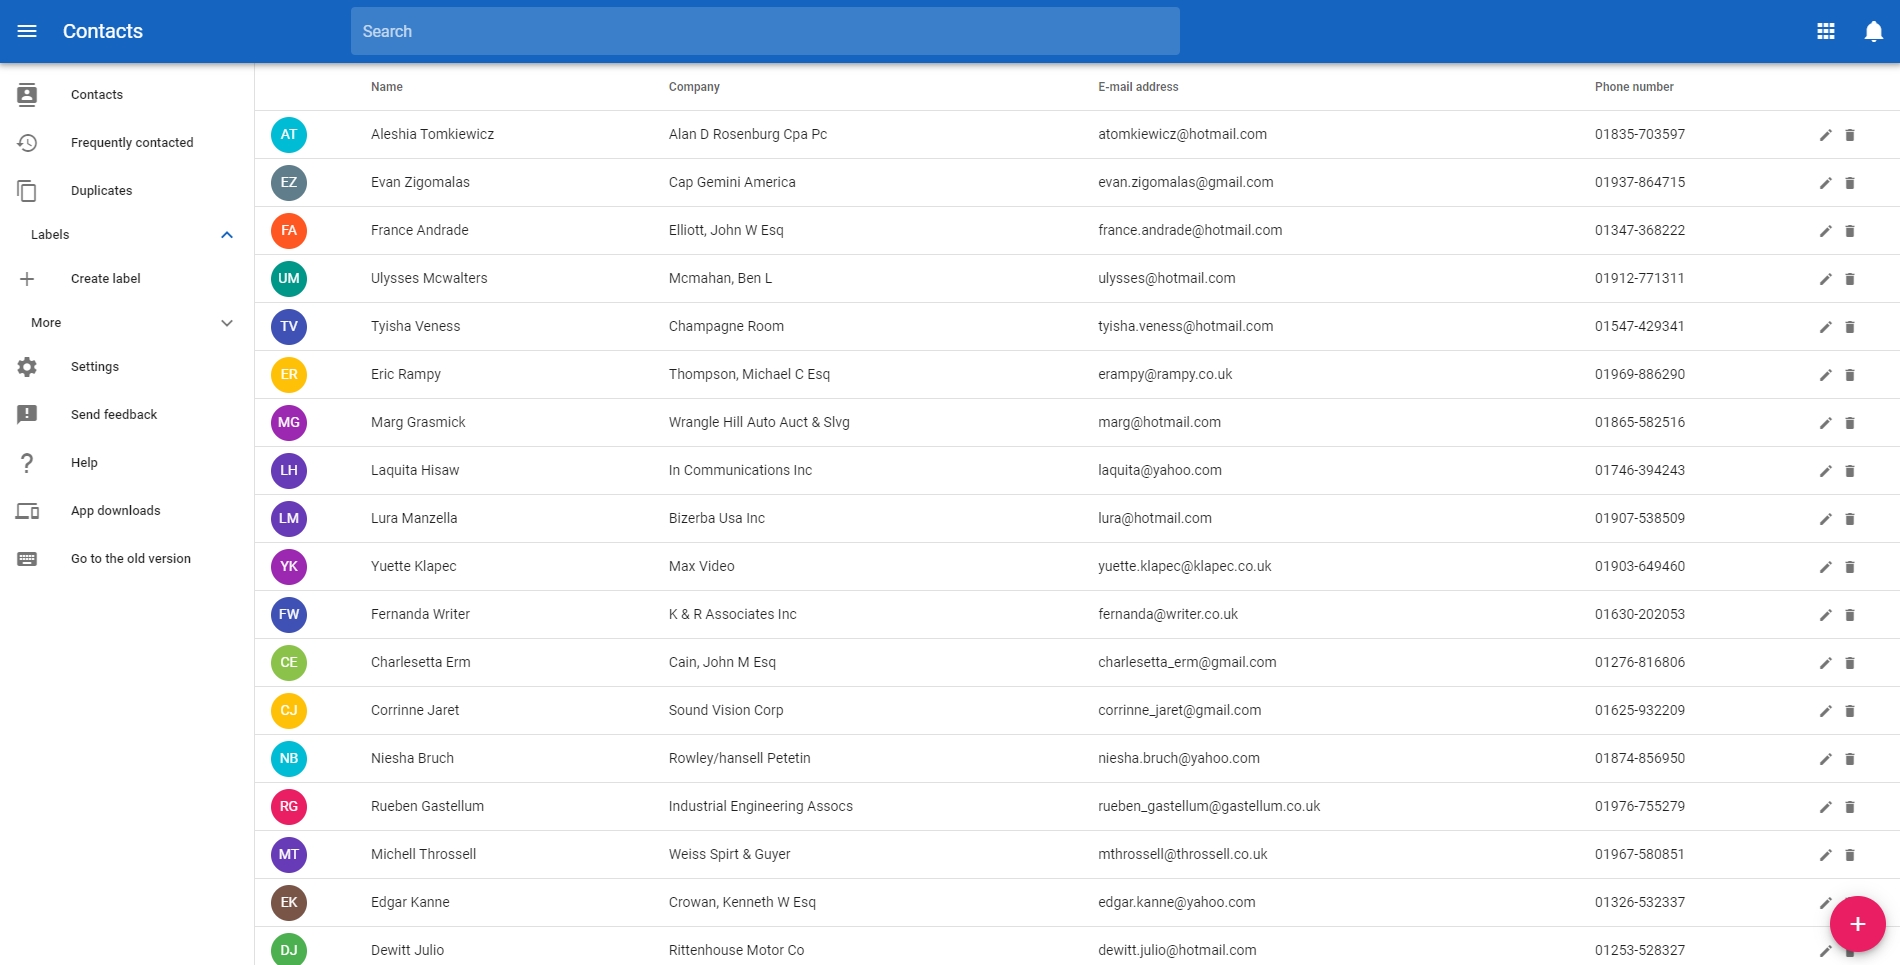 Contacts
Search
Contacts
Frequently contacted
Duplicates
Labels
Create label
More
Settings
Send feedback
Help
App downloads
Go to the old version
Name Company E-mail address Phone number
AT Aleshia Tomkiewicz Alan D Rosenburg Cpa Pc atomkiewicz@hotmail.com 01835-703597
EZ Evan Zigomalas Cap Gemini America evan.zigomalas@gmail.com 01937-864715
FA France Andrade Elliott, John W Esq france.andrade@hotmail.com 01347-368222
UM Ulysses Mcwalters Mcmahan, Ben L ulysses@hotmail.com 01912-771311
TV Tyisha Veness Champagne Room tyisha.veness@hotmail.com 01547-429341
ER Eric Rampy Thompson, Michael C Esq erampy@rampy.co.uk 01969-886290
MG Marg Grasmick Wrangle Hill Auto Auct & Slvg marg@hotmail.com 01865-582516
LH Laquita Hisaw In Communications Inc laquita@yahoo.com 01746-394243
LM Lura Manzella Bizerba Usa Inc lura@hotmail.com 01907-538509
YK Yuette Klapec Max Video yuette.klapec@klapec.co.uk 01903-649460
FW Fernanda Writer K & R Associates Inc fernanda@writer.co.uk 01630-202053
CE Charlesetta Erm Cain, John M Esq charlesetta_erm@gmail.com 01276-816806
CJ Corrinne Jaret Sound Vision Corp corrinne_jaret@gmail.com 01625-932209
NB Niesha Bruch Rowley/hansell Petetin niesha.bruch@yahoo.com 01874-856950
RG Rueben Gastellum Industrial Engineering Assocs rueben_gastellum@gastellum.co.uk 01976-755279
MT Michell Throssell Weiss Spirt & Guyer mthrossell@throssell.co.uk 01967-580851
EK Edgar Kanne Crowan, Kenneth W Esq edgar.kanne@yahoo.com 01326-532337
DJ Dewitt Julio Rittenhouse Motor Co dewitt.julio@hotmail.com 01253-528327